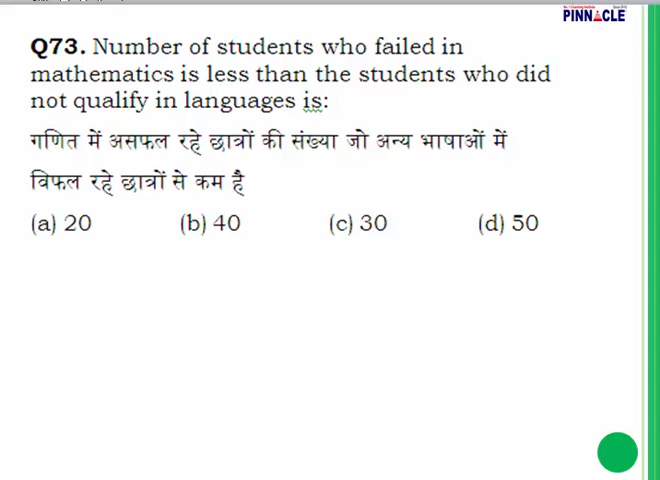 PINNACLE
Q73. Number of students who failed in
mathematics is less than the students who did
not qualify in languages is:
गणित में असफल रहे छात्रों की संख्या जो अन्य भाषाओं में
विफल रहे छात्रों से कम है
(a) 20 (b) 40 (c) 30 (d) 50